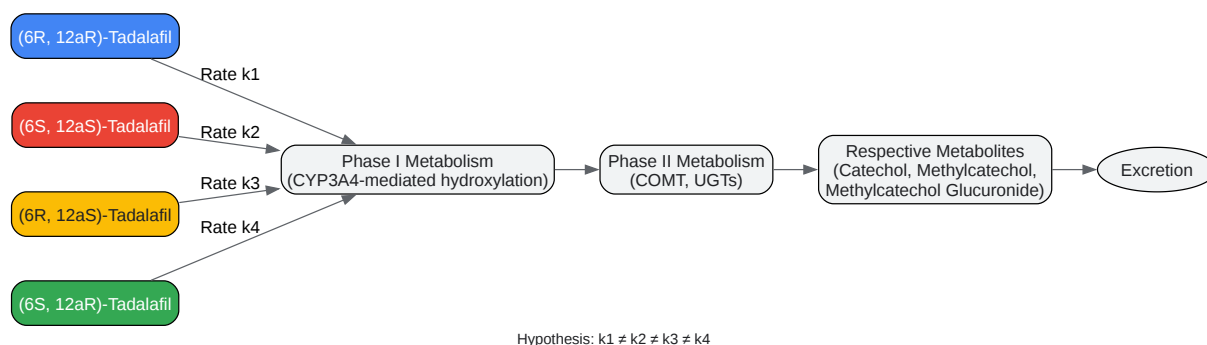 (6R, 12aR)-Tadalafil
Rate k1
(6S, 12aS)-Tadalafil
Rate k2
(6R, 12aS)-Tadalafil
Rate k3
(6S, 12aR)-Tadalafil
Rate k4
Phase I Metabolism
(CYP3A4-mediated hydroxylation)
Phase II Metabolism
(COMT, UGTs)
Respective Metabolites
(Catechol, Methylcatechol,
Methylcatechol Glucuronide)
Excretion
Hypothesis: k1 ≠ k2 ≠ k3 ≠ k4